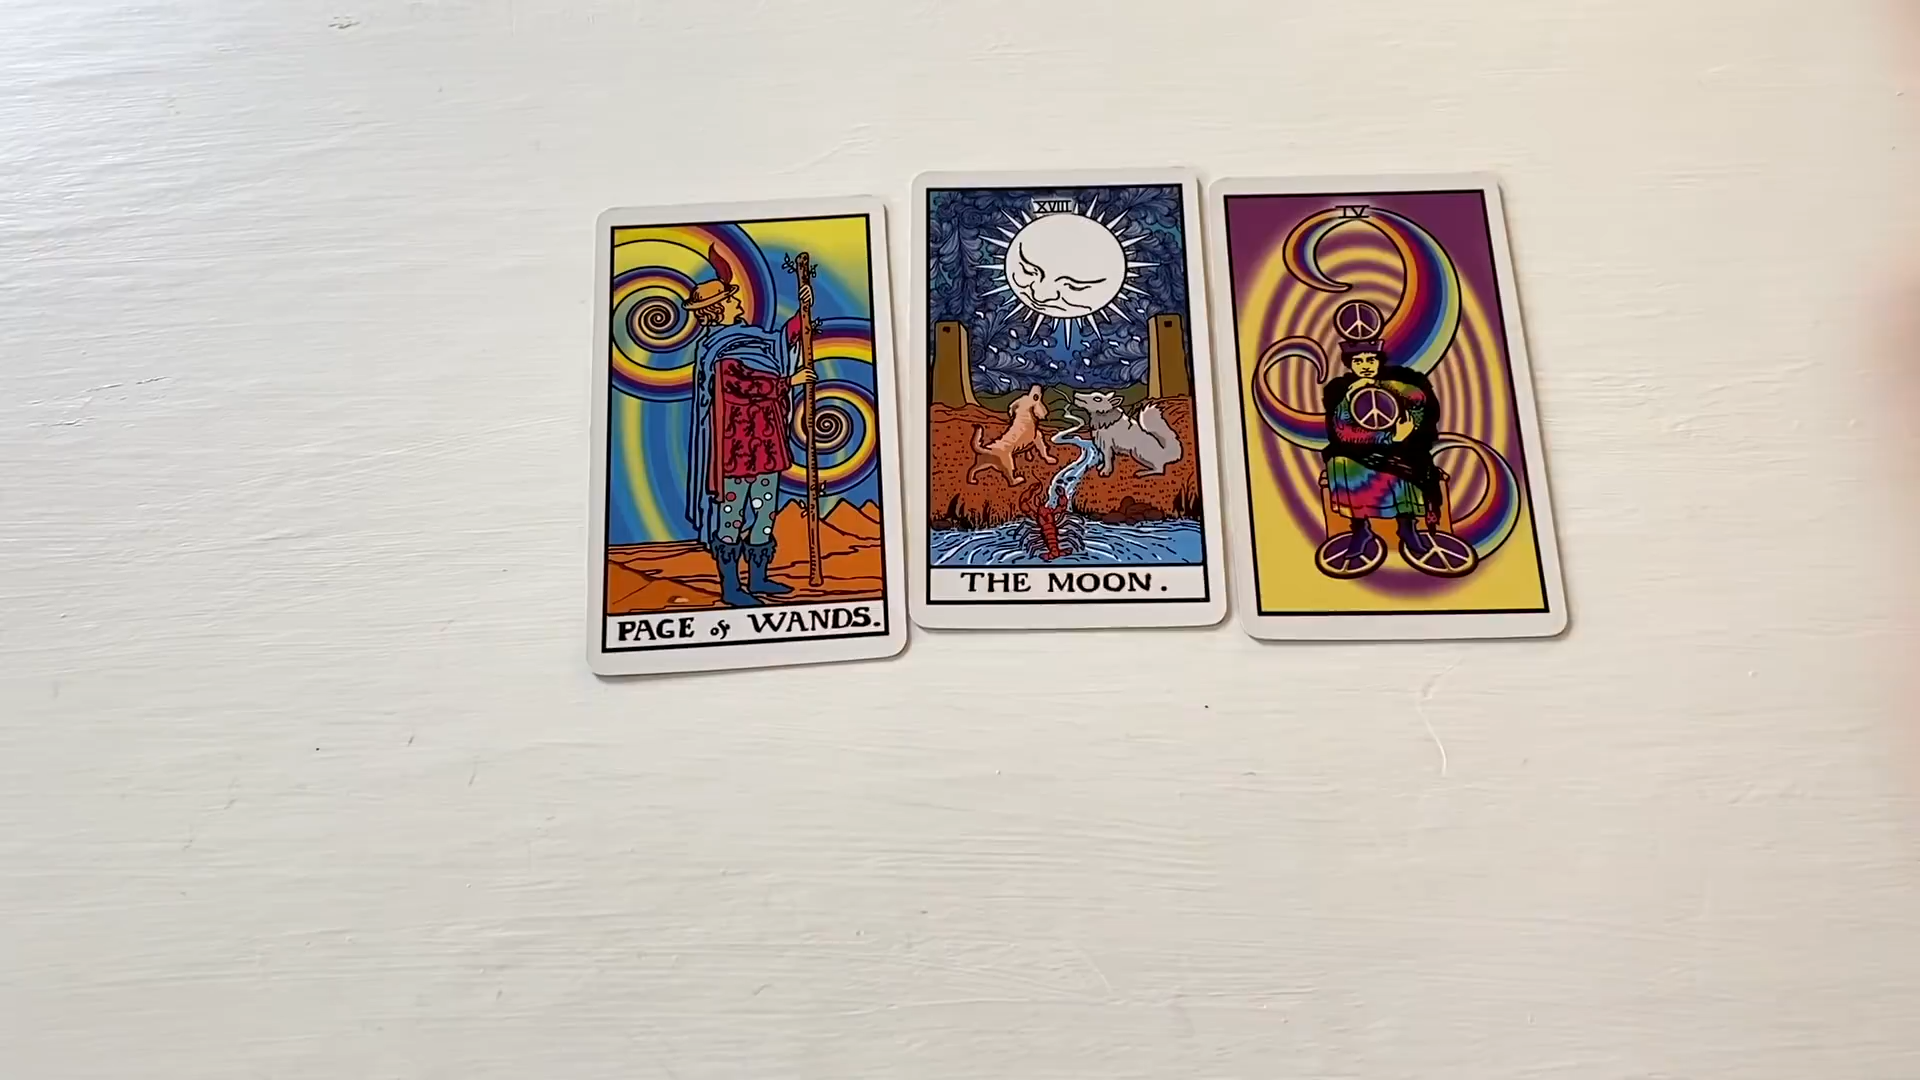 PAGE of WANDS.
XVIII
THE MOON.
IV